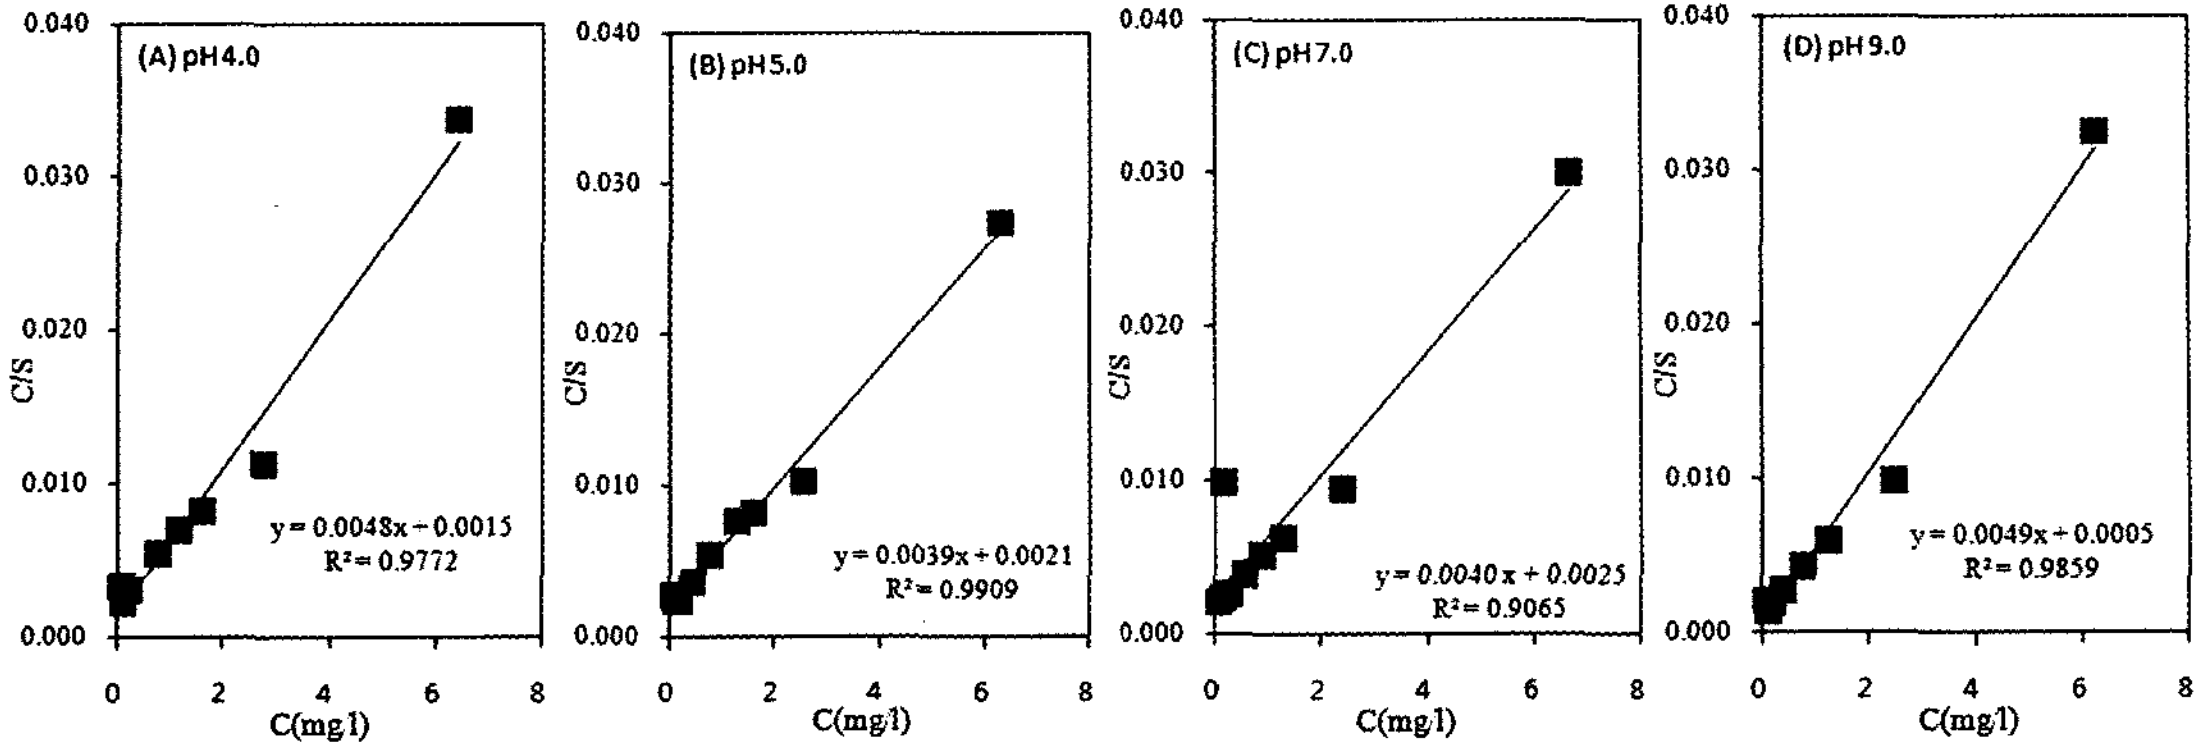 (A) pH4.0
0.040
0.030
0.020
0.010
0.000
C/S
y = 0.0048x + 0.0015
R² = 0.9772
0 2 4 6 8
C(mg/l)
(B) pH5.0
0.040
0.030
0.020
0.010
0.000
C/S
y = 0.0039x + 0.0021
R² = 0.9909
0 2 4 6 8
C(mg/l)
(C) pH7.0
0.040
0.030
0.020
0.010
0.000
C/S
y = 0.0040x + 0.0025
R² = 0.9065
0 2 4 6 8
C(mg/l)
(D) pH9.0
0.040
0.030
0.020
0.010
0.000
C/S
y = 0.0049x + 0.0005
R² = 0.9859
0 2 4 6 8
C(mg/l)